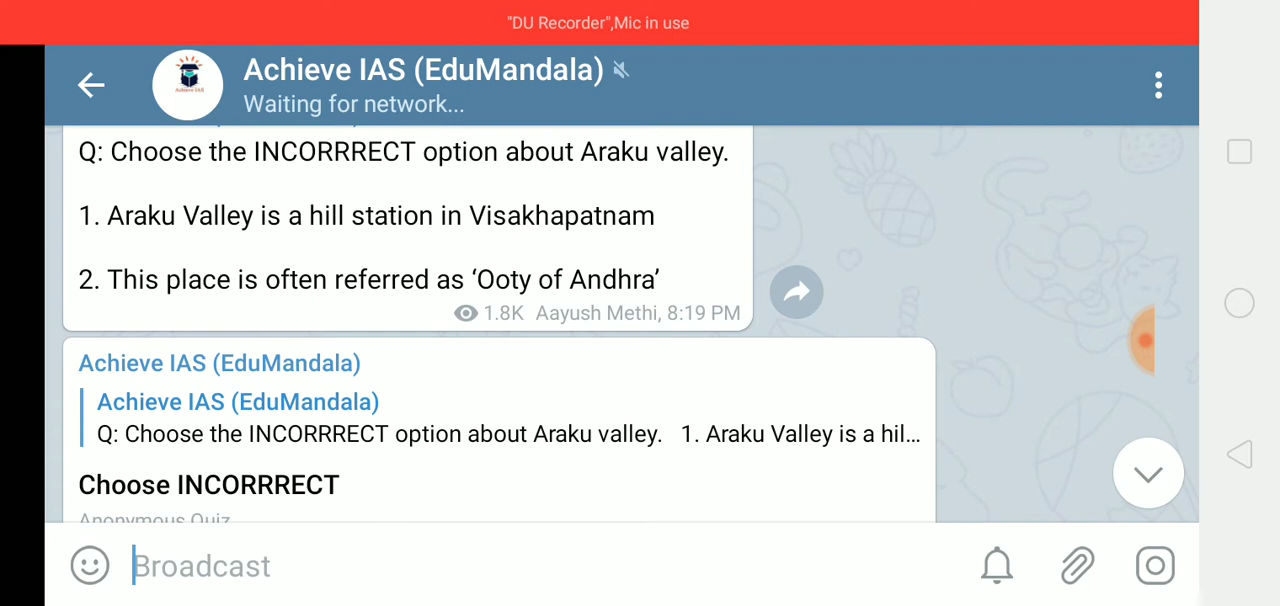 "DU Recorder",Mic in use
Achieve IAS (EduMandala)
Waiting for network...
Q: Choose the INCORRRECT option about Araku valley.
1. Araku Valley is a hill station in Visakhapatnam
2. This place is often referred as ‘Ooty of Andhra’
1.8K Aayush Methi, 8:19 PM
Achieve IAS (EduMandala)
Achieve IAS (EduMandala)
Q: Choose the INCORRRECT option about Araku valley. 1. Araku Valley is a hil...
Choose INCORRRECT
Anonymous Quiz
Broadcast